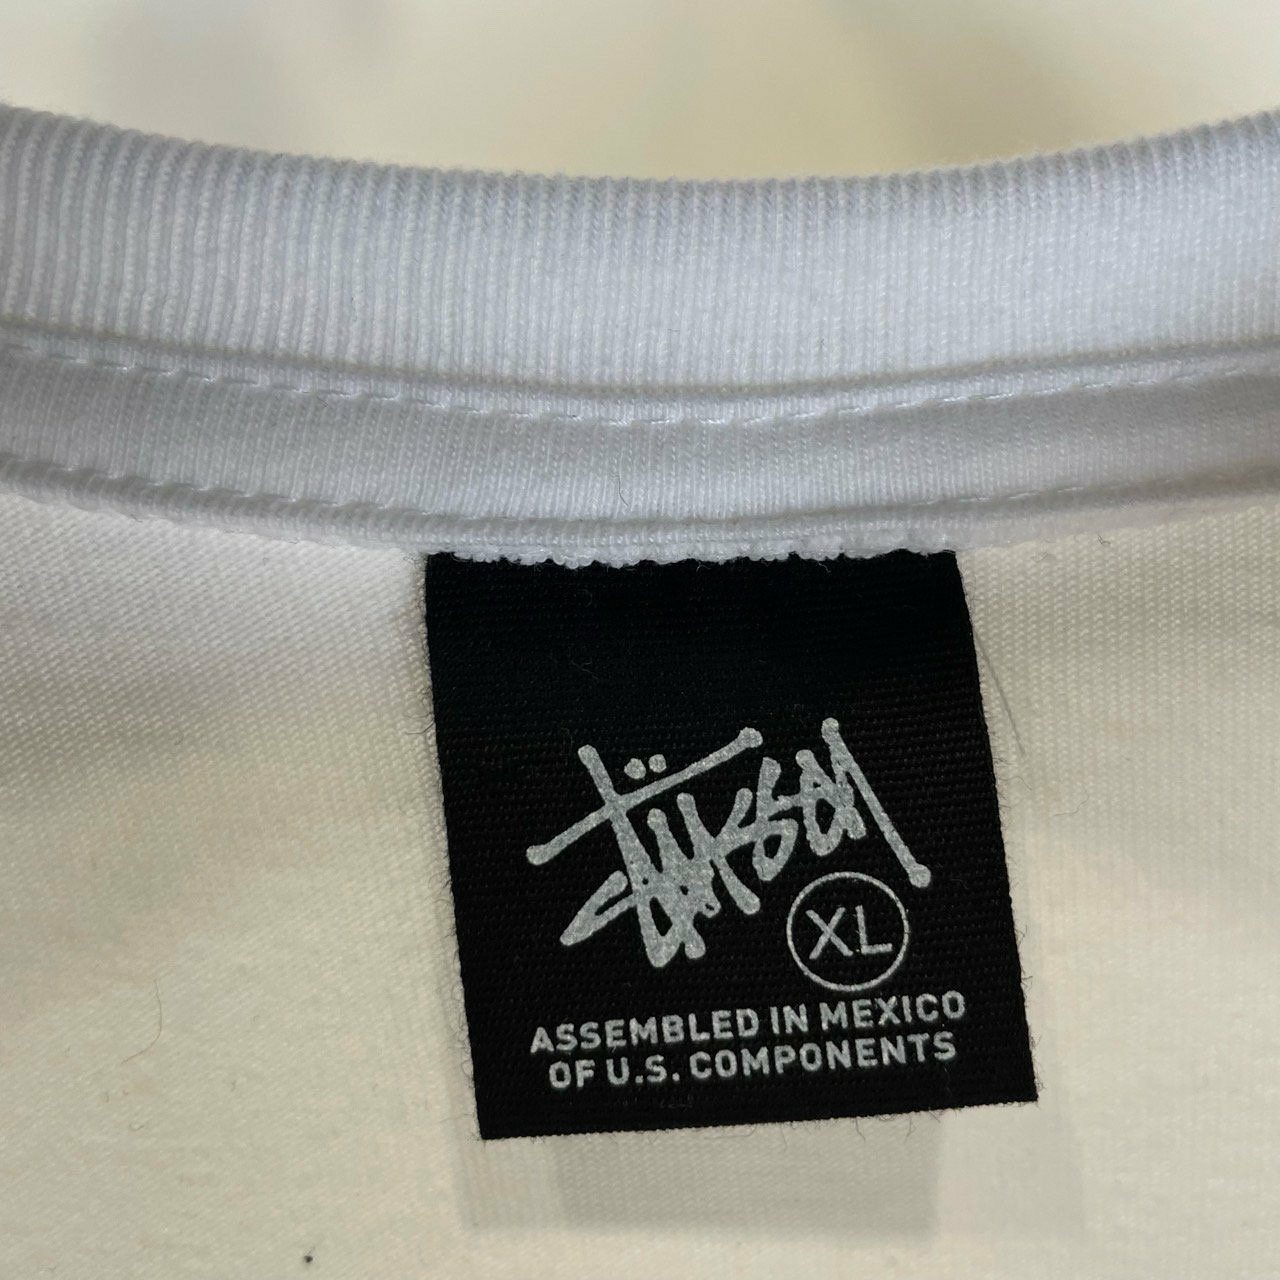 Stüssy
XL
ASSEMBLED IN MEXICO
OF U.S. COMPONENTS